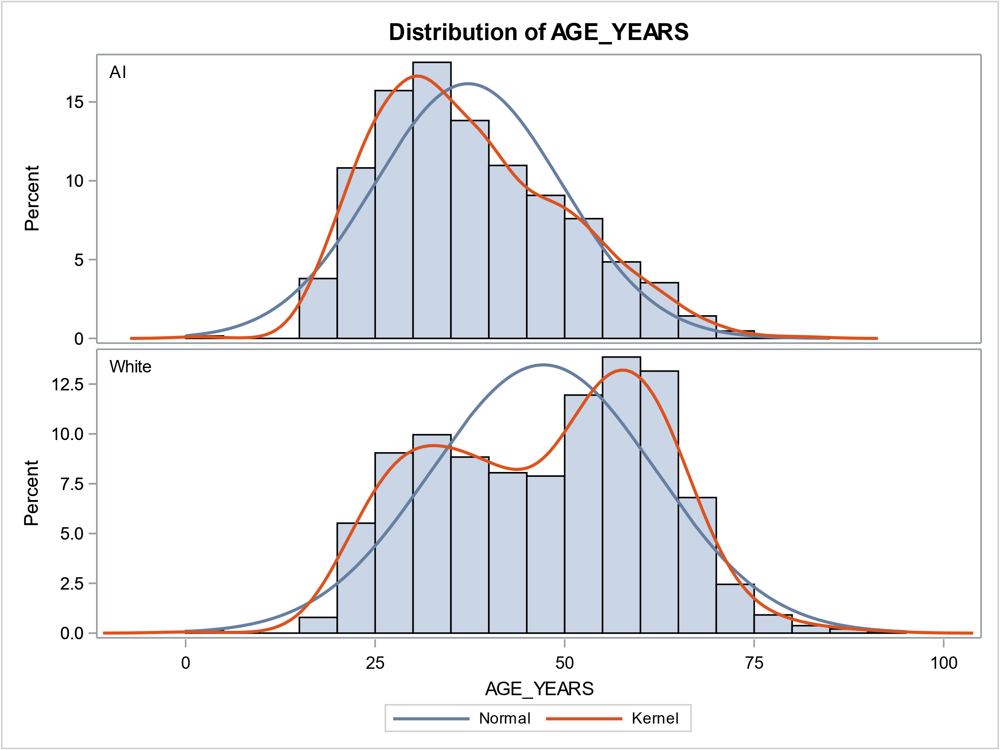 Distribution of AGE_YEARS
AI
15
10
5
0
Percent
White
12.5
10.0
7.5
5.0
2.5
0.0
Percent
0 25 50 75 100
AGE_YEARS
Normal Kernel